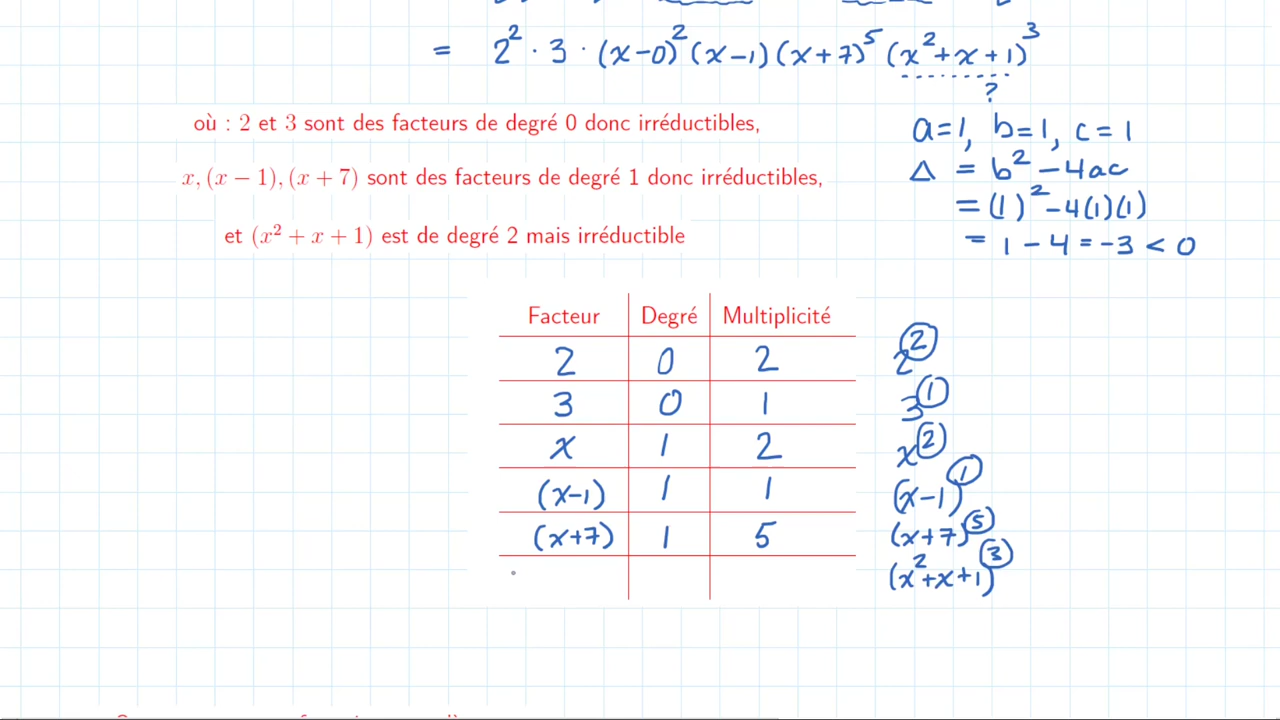 = 2² · 3 · (x-0)² (x-1) (x+7)⁵ (x²+x+1)³
?
où : 2 et 3 sont des facteurs de degré 0 donc irréductibles,
x, (x − 1), (x + 7) sont des facteurs de degré 1 donc irréductibles,
et (x² + x + 1) est de degré 2 mais irréductible
a=1, b=1, c=1
Δ = b² - 4ac
= (1)² - 4(1)(1)
= 1 - 4 = -3 < 0
Facteur Degré Multiplicité
2 0 2 2²
3 0 1 3¹
x 1 2 x²
(x-1) 1 1 (x-1)¹
(x+7) 1 5 (x+7)⁵
(x²+x+1)³